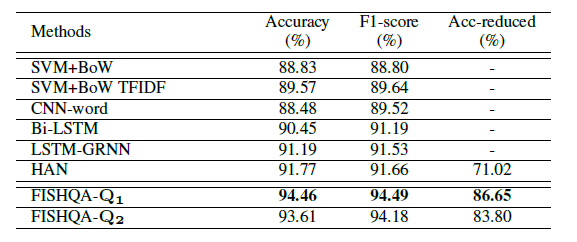 Methods Accuracy (%) F1-score (%) Acc-reduced (%)
SVM+BoW 88.83 88.80 -
SVM+BoW TFIDF 89.57 89.64 -
CNN-word 88.48 89.52 -
Bi-LSTM 90.45 91.19 -
LSTM-GRNN 91.19 91.53 -
HAN 91.77 91.66 71.02
FISHQA-Q₁ 94.46 94.49 86.65
FISHQA-Q₂ 93.61 94.18 83.80